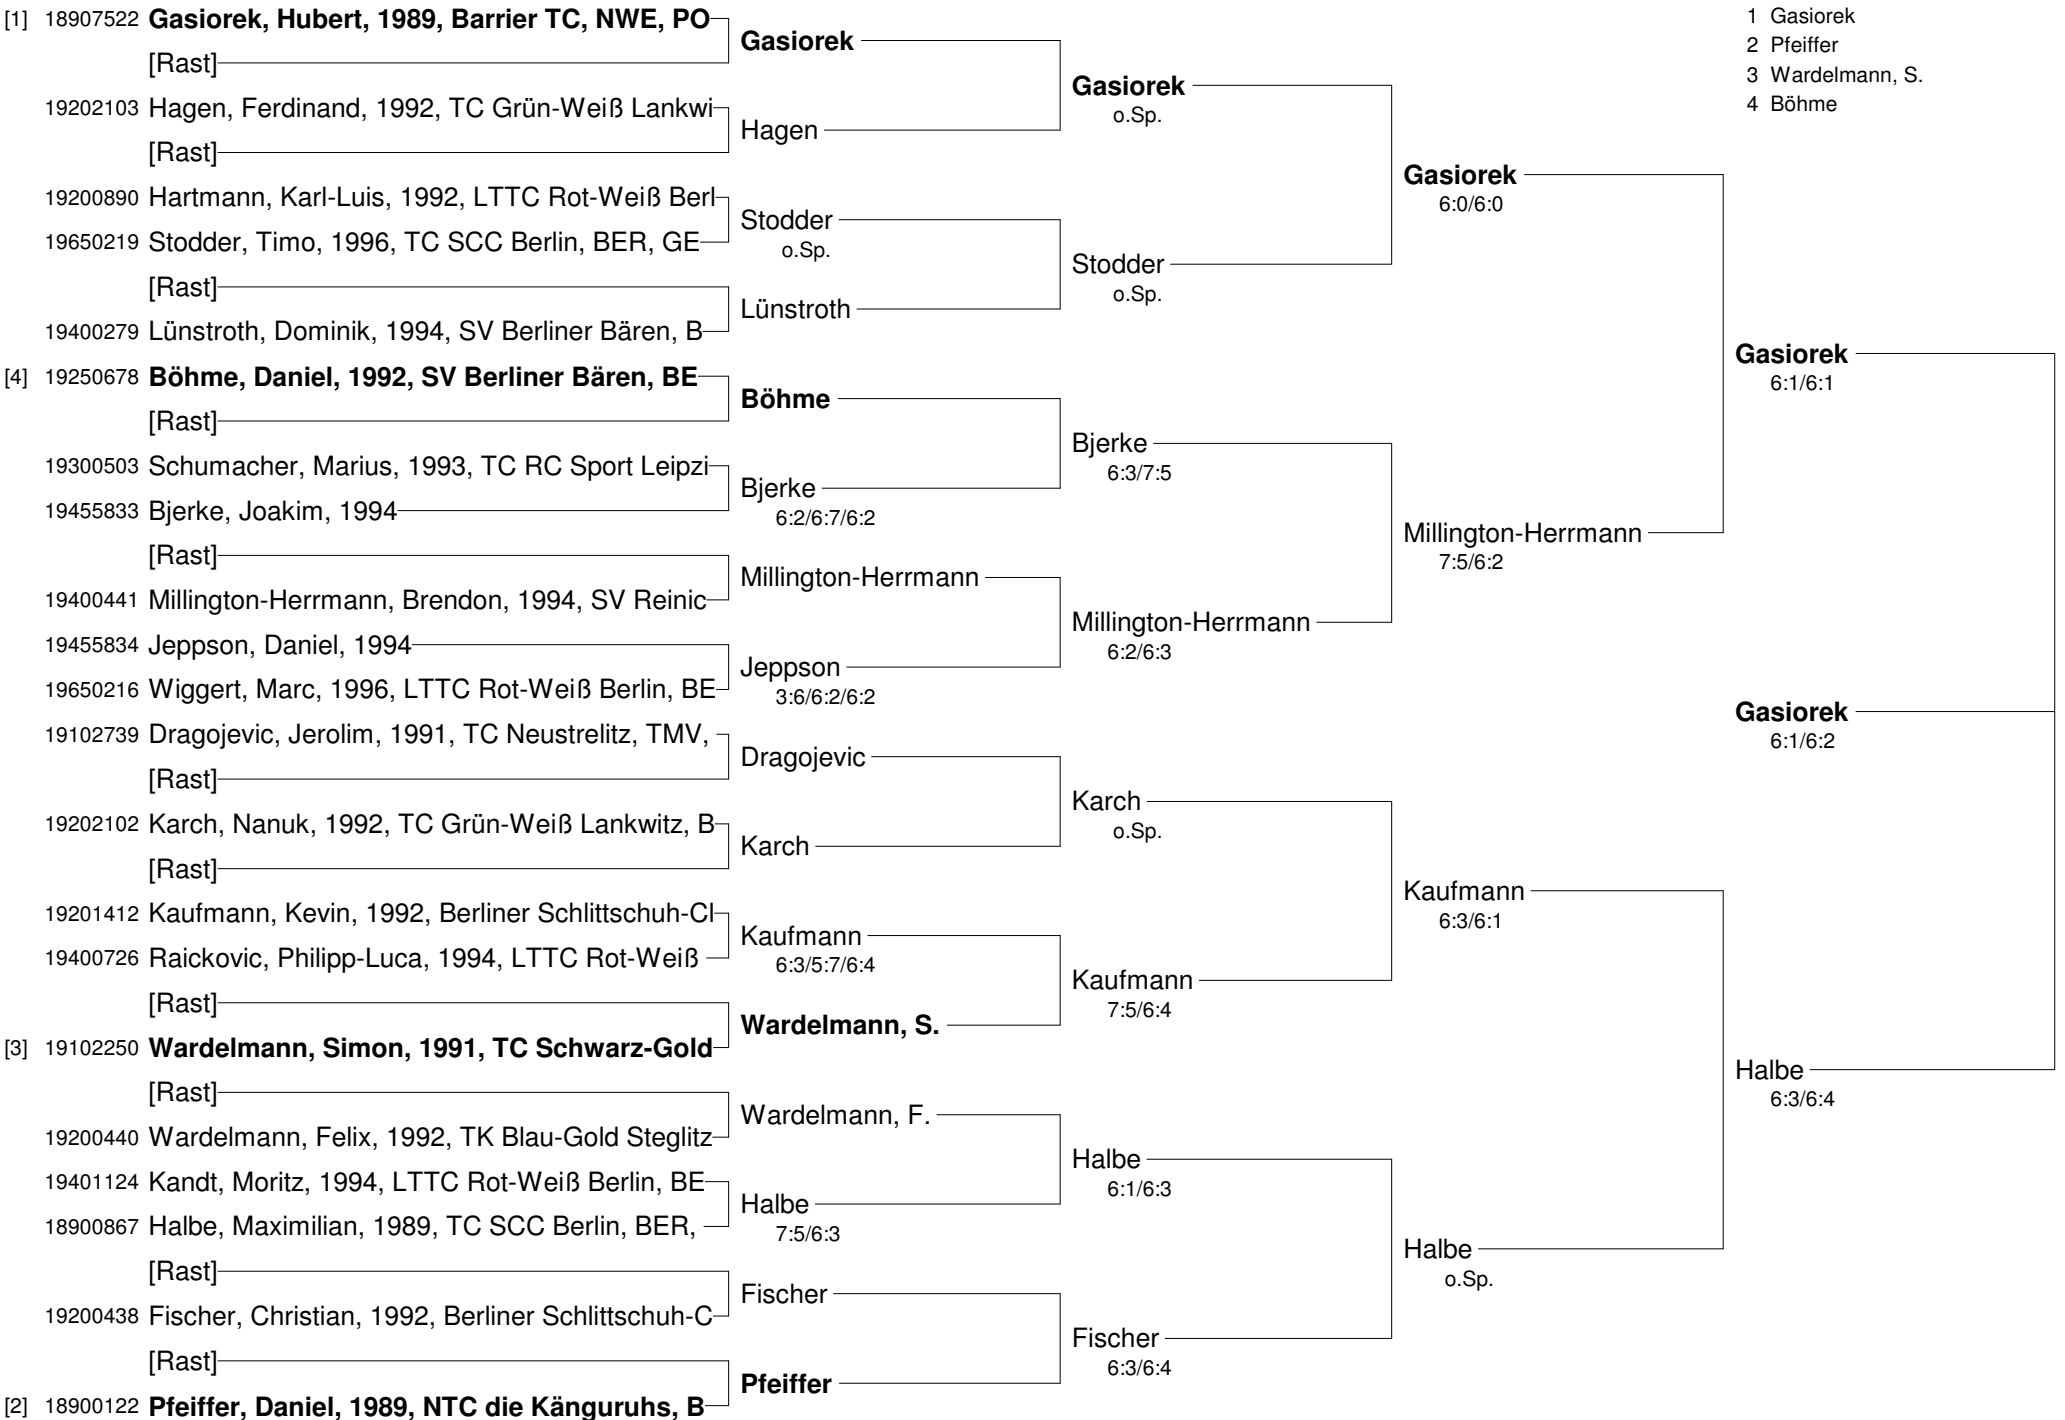 [1] 18907522 Gasiorek, Hubert, 1989, Barrier TC, NWE, PO
[Rast]
19202103 Hagen, Ferdinand, 1992, TC Grün-Weiß Lankwi
[Rast]
19200890 Hartmann, Karl-Luis, 1992, LTTC Rot-Weiß Berl
19650219 Stodder, Timo, 1996, TC SCC Berlin, BER, GE
[Rast]
19400279 Lünstroth, Dominik, 1994, SV Berliner Bären, B
[4] 19250678 Böhme, Daniel, 1992, SV Berliner Bären, BE
[Rast]
19300503 Schumacher, Marius, 1993, TC RC Sport Leipzi
19455833 Bjerke, Joakim, 1994
[Rast]
19400441 Millington-Herrmann, Brendon, 1994, SV Reinic
19455834 Jeppson, Daniel, 1994
19650216 Wiggert, Marc, 1996, LTTC Rot-Weiß Berlin, BE
19102739 Dragojevic, Jerolim, 1991, TC Neustrelitz, TMV,
[Rast]
19202102 Karch, Nanuk, 1992, TC Grün-Weiß Lankwitz, B
[Rast]
19201412 Kaufmann, Kevin, 1992, Berliner Schlittschuh-Cl
19400726 Raickovic, Philipp-Luca, 1994, LTTC Rot-Weiß
[Rast]
[3] 19102250 Wardelmann, Simon, 1991, TC Schwarz-Gold
[Rast]
19200440 Wardelmann, Felix, 1992, TK Blau-Gold Steglitz
19401124 Kandt, Moritz, 1994, LTTC Rot-Weiß Berlin, BE
18900867 Halbe, Maximilian, 1989, TC SCC Berlin, BER,
[Rast]
19200438 Fischer, Christian, 1992, Berliner Schlittschuh-C
[Rast]
[2] 18900122 Pfeiffer, Daniel, 1989, NTC die Känguruhs, B
Gasiorek
Hagen
Stodder
o.Sp.
Lünstroth
Böhme
Bjerke
6:2/6:7/6:2
Millington-Herrmann
Jeppson
3:6/6:2/6:2
Dragojevic
Karch
Kaufmann
6:3/5:7/6:4
Wardelmann, S.
Wardelmann, F.
Halbe
7:5/6:3
Fischer
Pfeiffer
Gasiorek
o.Sp.
Stodder
o.Sp.
Bjerke
6:3/7:5
Millington-Herrmann
6:2/6:3
Karch
o.Sp.
Kaufmann
7:5/6:4
Halbe
6:1/6:3
Fischer
6:3/6:4
Gasiorek
6:0/6:0
Millington-Herrmann
7:5/6:2
Kaufmann
6:3/6:1
Halbe
o.Sp.
1 Gasiorek
2 Pfeiffer
3 Wardelmann, S.
4 Böhme
Gasiorek
6:1/6:1
Gasiorek
6:1/6:2
Halbe
6:3/6:4